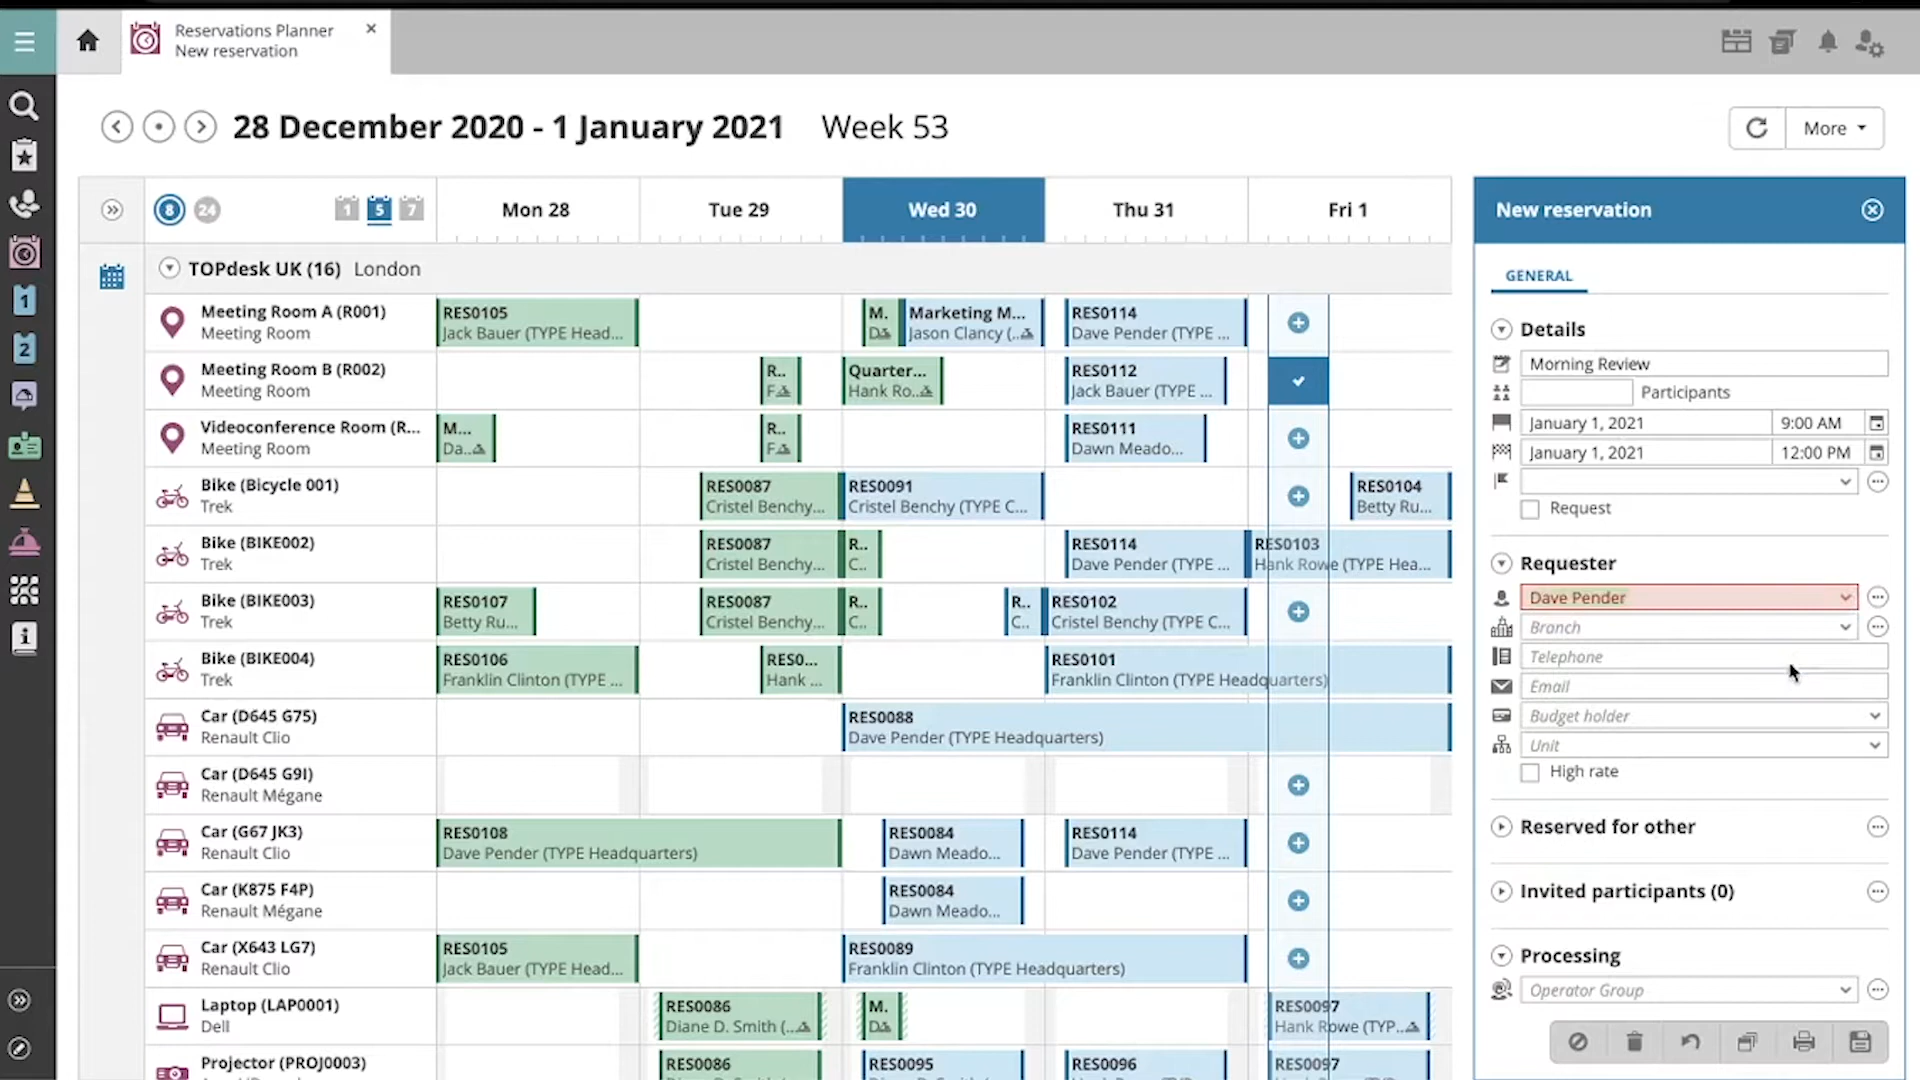 Reservations Planner
New reservation
28 December 2020 - 1 January 2021 Week 53
More
8 24 1 5 7 Mon 28 Tue 29 Wed 30 Thu 31 Fri 1
New reservation
GENERAL
TOPdesk UK (16) London
Meeting Room A (R001)
Meeting Room
RES0105
Jack Bauer (TYPE Head...
M.
D
Marketing M...
Jason Clancy (..
RES0114
Dave Pender (TYPE ...
Meeting Room B (R002)
Meeting Room
R..
F
Quarter...
Hank Ro..
RES0112
Jack Bauer (TYPE ...
Videoconference Room (R...
Meeting Room
M...
Da..
R..
F
RES0111
Dawn Meado...
Bike (Bicycle 001)
Trek
RES0087
Cristel Benchy...
RES0091
Cristel Benchy (TYPE C...
RES0104
Betty Ru...
Bike (BIKE002)
Trek
RES0087
Cristel Benchy...
R..
C..
RES0114
Dave Pender (TYPE ...
RES0103
Hank Rowe (TYPE Hea...
Bike (BIKE003)
Trek
RES0107
Betty Ru...
RES0087
Cristel Benchy...
R..
C..
R..
C..
RES0102
Cristel Benchy (TYPE C...
Bike (BIKE004)
Trek
RES0106
Franklin Clinton (TYPE ...
RES0...
Hank ...
RES0101
Franklin Clinton (TYPE Headquarters)
Car (D645 G75)
Renault Clio
RES0088
Dave Pender (TYPE Headquarters)
Car (D645 G9I)
Renault Mégane
Car (G67 JK3)
Renault Clio
RES0108
Dave Pender (TYPE Headquarters)
RES0084
Dawn Meado...
RES0114
Dave Pender (TYPE ...
Car (K875 F4P)
Renault Mégane
RES0084
Dawn Meado...
Car (X643 LG7)
Renault Clio
RES0105
Jack Bauer (TYPE Head...
RES0089
Franklin Clinton (TYPE Headquarters)
Laptop (LAP0001)
Dell
RES0086
Diane D. Smith (...
M.
D
RES0097
Hank Rowe (TYP..
Projector (PROJ0003)
RES0086
RES0095
RES0096
RES0097
Details
Morning Review
Participants
January 1, 2021 9:00 AM
January 1, 2021 12:00 PM
Request
Requester
Dave Pender
Branch
Telephone
Email
Budget holder
Unit
High rate
Reserved for other
Invited participants (0)
Processing
Operator Group
1
2